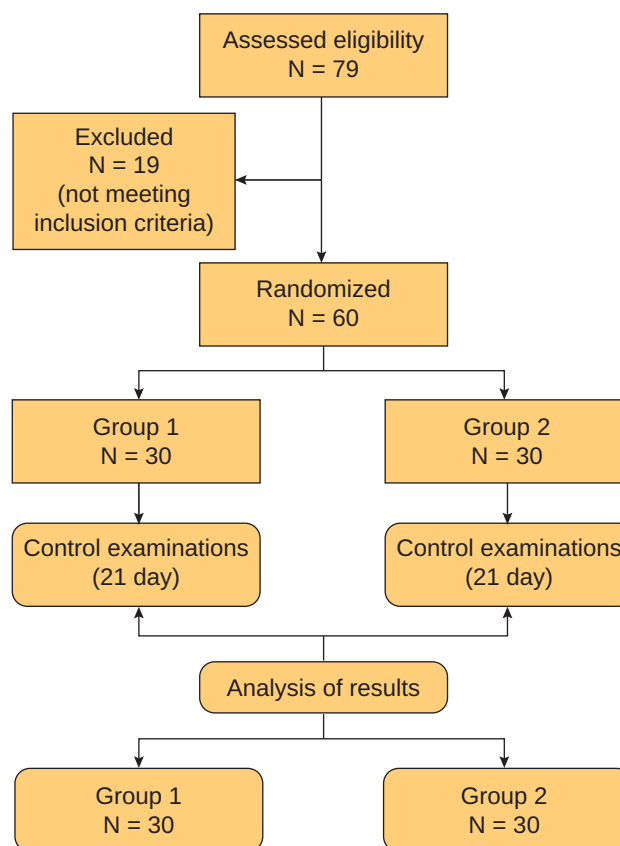 Assessed eligibility
N = 79
Excluded
N = 19
(not meeting
inclusion criteria)
Randomized
N = 60
Group 1
N = 30
Group 2
N = 30
Control examinations
(21 day)
Control examinations
(21 day)
Analysis of results
Group 1
N = 30
Group 2
N = 30